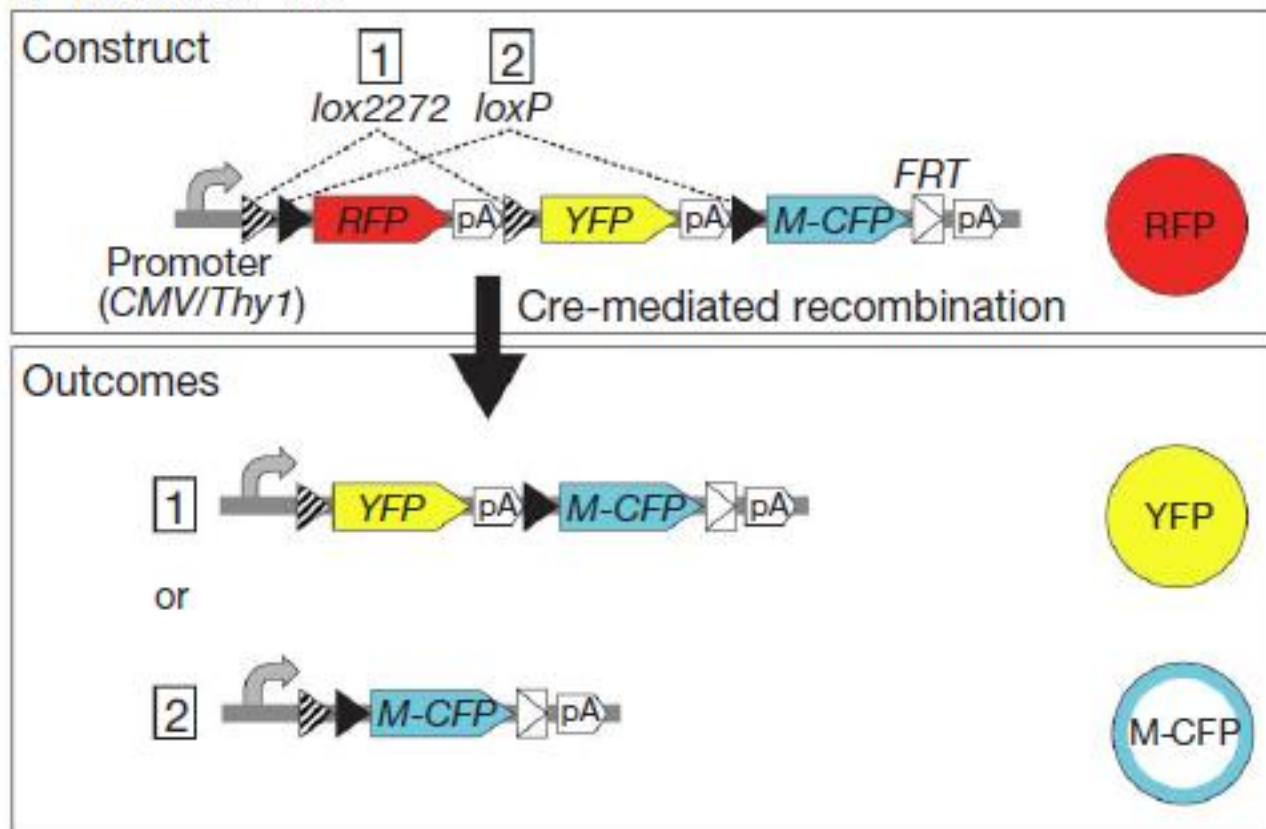 Construct
1 2
lox2272 loxP
FRT
RFP pA YFP pA M-CFP pA
RFP
Promoter
(CMV/Thy1)
Cre-mediated recombination
Outcomes
1 YFP pA M-CFP pA
YFP
or
2 M-CFP pA
M-CFP